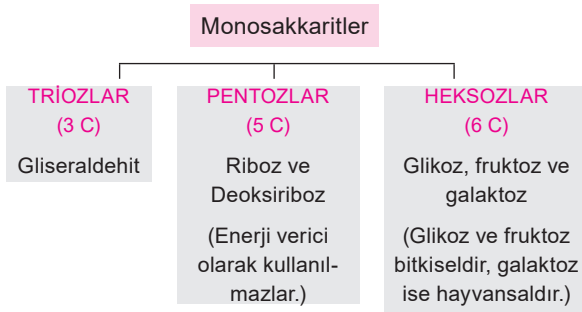 Monosakkaritler
TRİOZLAR
(3 C)
Gliseraldehit
PENTOZLAR
(5 C)
Riboz ve
Deoksiriboz
(Enerji verici
olarak kullanıl-
mazlar.)
HEKSOZLAR
(6 C)
Glikoz, fruktoz ve
galaktoz
(Glikoz ve fruktoz
bitkiseldir, galaktoz
ise hayvansaldır.)